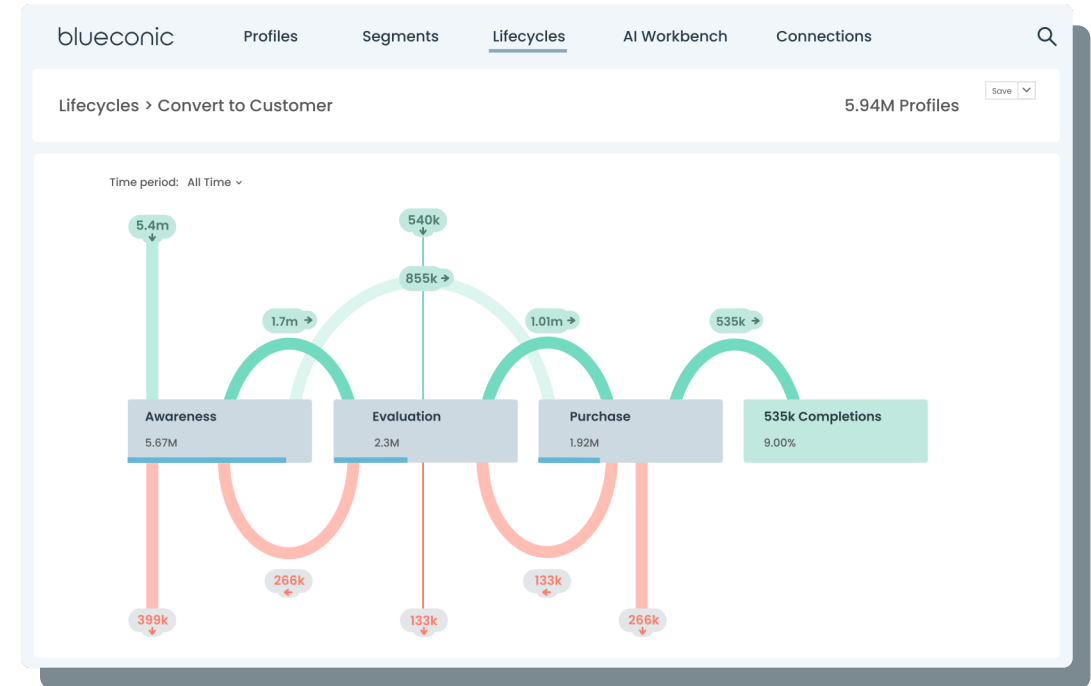 blueconic Profiles Segments Lifecycles AI Workbench Connections
Lifecycles > Convert to Customer 5.94M Profiles Save
Time period: All Time
5.4m ↓ 540k ↓
855k →
1.7m → 1.01m → 535k →
Awareness Evaluation Purchase 535k Completions
5.67M 2.3M 1.92M 9.00%
266k ← 133k ←
399k ↓ 133k ↓ 266k ↓